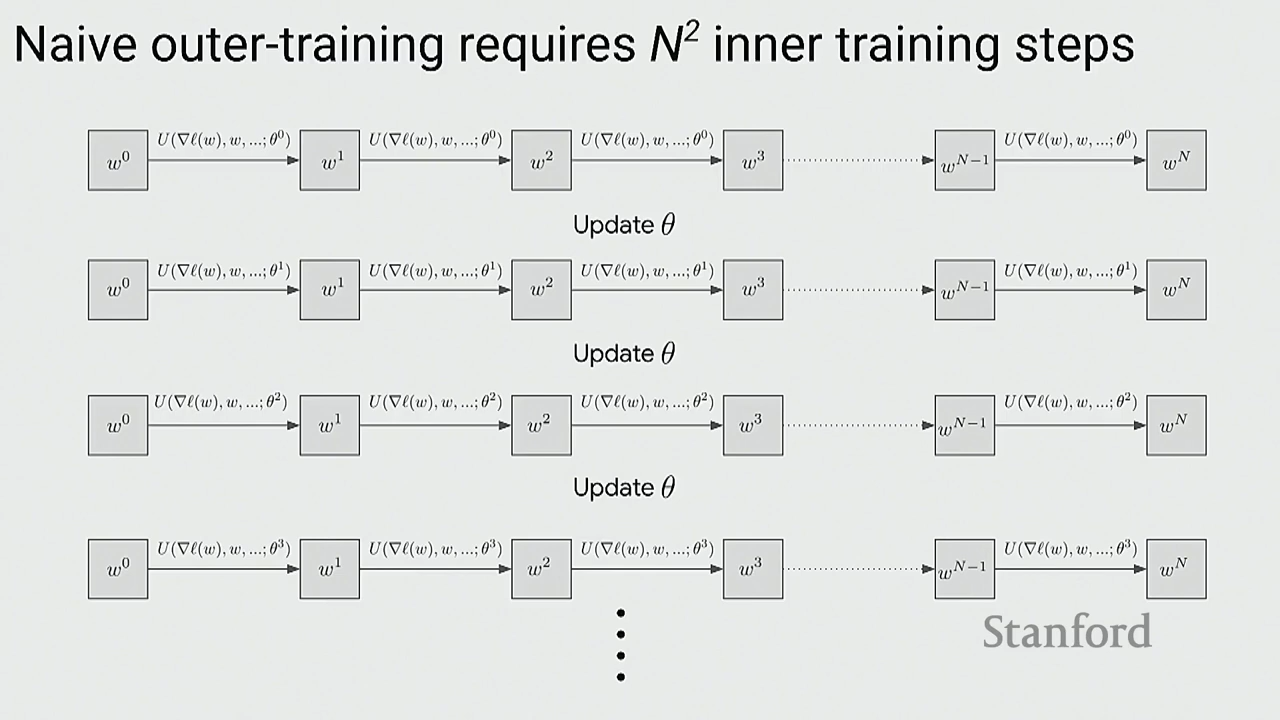 Naive outer-training requires N² inner training steps
U(∇ℓ(w), w, ...; θ⁰) U(∇ℓ(w), w, ...; θ⁰) U(∇ℓ(w), w, ...; θ⁰) U(∇ℓ(w), w, ...; θ⁰)
w⁰ w¹ w² w³ wᴺ⁻¹ wᴺ
Update θ
U(∇ℓ(w), w, ...; θ¹) U(∇ℓ(w), w, ...; θ¹) U(∇ℓ(w), w, ...; θ¹) U(∇ℓ(w), w, ...; θ¹)
w⁰ w¹ w² w³ wᴺ⁻¹ wᴺ
Update θ
U(∇ℓ(w), w, ...; θ²) U(∇ℓ(w), w, ...; θ²) U(∇ℓ(w), w, ...; θ²) U(∇ℓ(w), w, ...; θ²)
w⁰ w¹ w² w³ wᴺ⁻¹ wᴺ
Update θ
U(∇ℓ(w), w, ...; θ³) U(∇ℓ(w), w, ...; θ³) U(∇ℓ(w), w, ...; θ³) U(∇ℓ(w), w, ...; θ³)
w⁰ w¹ w² w³ wᴺ⁻¹ wᴺ
Stanford